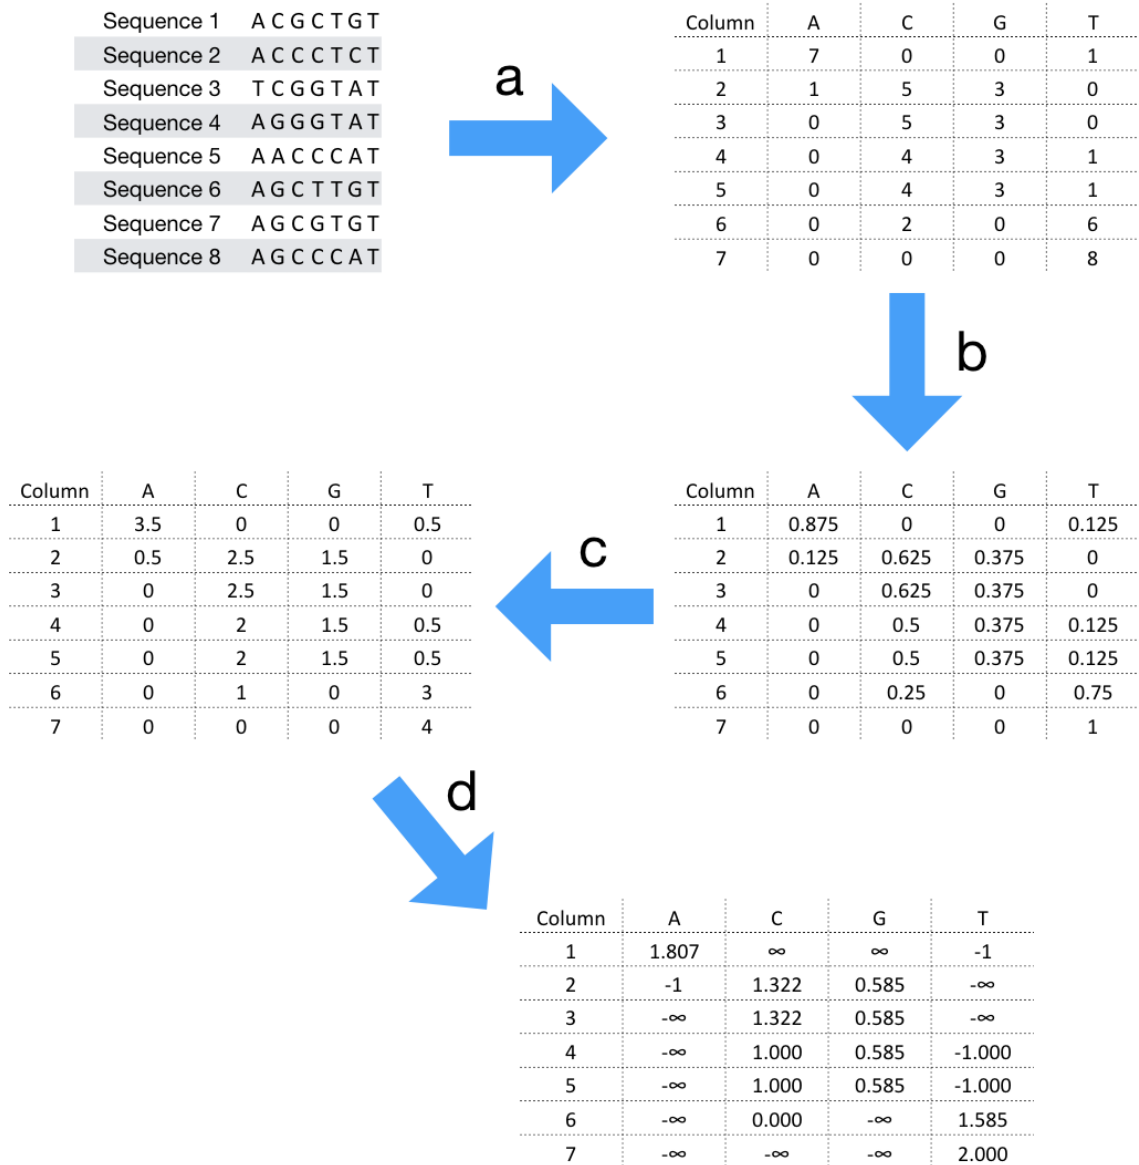 Sequence 1 A C G C T G T
Sequence 2 A C C C T C T
Sequence 3 T C G G T A T
Sequence 4 A G G G T A T
Sequence 5 A A C C C A T
Sequence 6 A G C T T G T
Sequence 7 A G C G T G T
Sequence 8 A G C C C A T
a
Column A C G T
1 7 0 0 1
2 1 5 3 0
3 0 5 3 0
4 0 4 3 1
5 0 4 3 1
6 0 2 0 6
7 0 0 0 8
b
Column A C G T
1 0.875 0 0 0.125
2 0.125 0.625 0.375 0
3 0 0.625 0.375 0
4 0 0.5 0.375 0.125
5 0 0.5 0.375 0.125
6 0 0.25 0 0.75
7 0 0 0 1
c
Column A C G T
1 3.5 0 0 0.5
2 0.5 2.5 1.5 0
3 0 2.5 1.5 0
4 0 2 1.5 0.5
5 0 2 1.5 0.5
6 0 1 0 3
7 0 0 0 4
d
Column A C G T
1 1.807 ∞ ∞ -1
2 -1 1.322 0.585 -∞
3 -∞ 1.322 0.585 -∞
4 -∞ 1.000 0.585 -1.000
5 -∞ 1.000 0.585 -1.000
6 -∞ 0.000 -∞ 1.585
7 -∞ -∞ -∞ 2.000